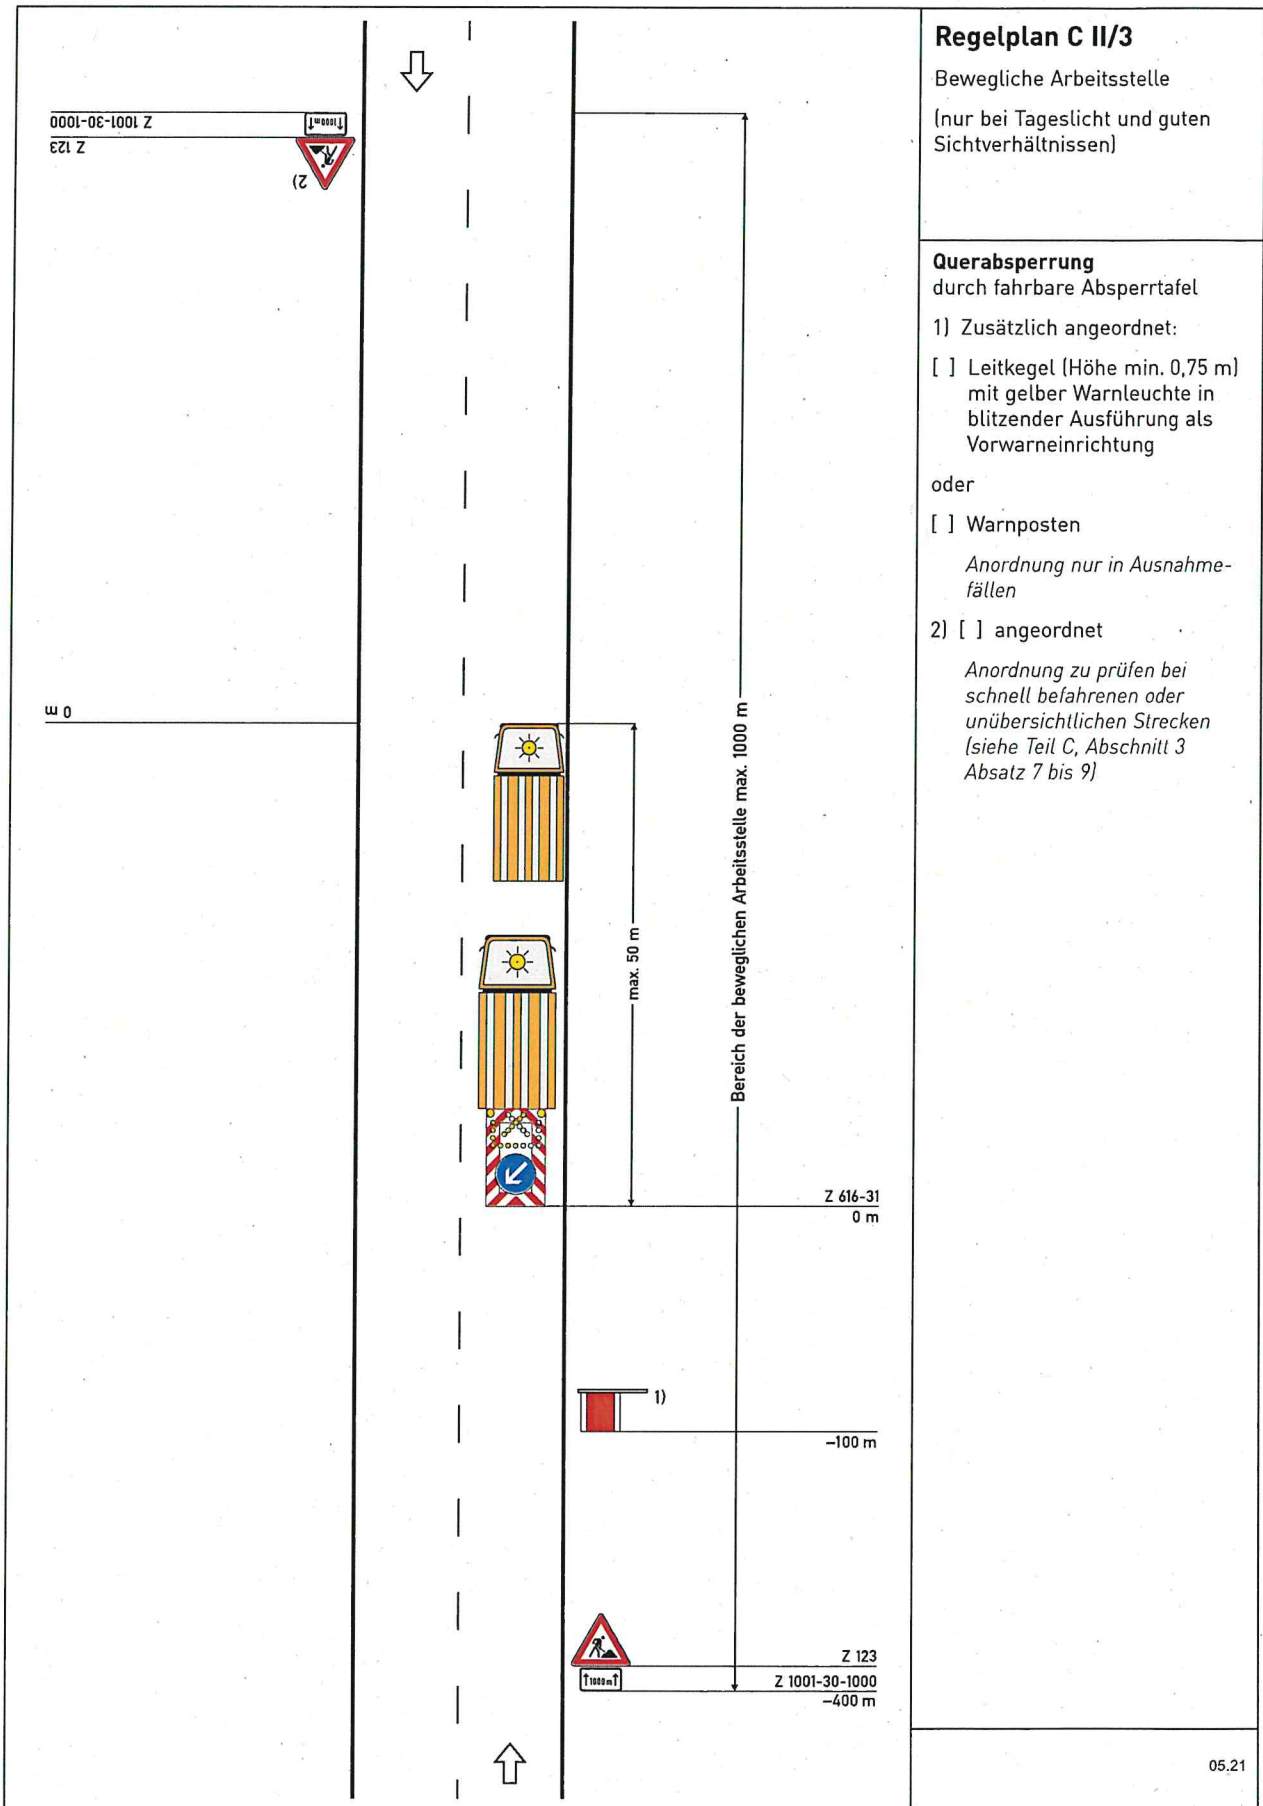 Regelplan C II/3
Bewegliche Arbeitsstelle
(nur bei Tageslicht und guten
Sichtverhältnissen)
Querabsperrung
durch fahrbare Absperrtafel
1) Zusätzlich angeordnet:
[ ] Leitkegel (Höhe min. 0,75 m)
mit gelber Warnleuchte in
blitzender Ausführung als
Vorwarneinrichtung
oder
[ ] Warnposten
Anordnung nur in Ausnahme-
fällen
2) [ ] angeordnet
Anordnung zu prüfen bei
schnell befahrenen oder
unübersichtlichen Strecken
(siehe Teil C, Abschnitt 3
Absatz 7 bis 9)
Z 1001-30-1000
↑1000 m↑
Z 123
2)
0 m
max. 50 m
Bereich der beweglichen Arbeitsstelle max. 1000 m
Z 616-31
0 m
1)
-100 m
Z 123
↑1000 m↑
Z 1001-30-1000
-400 m
05.21